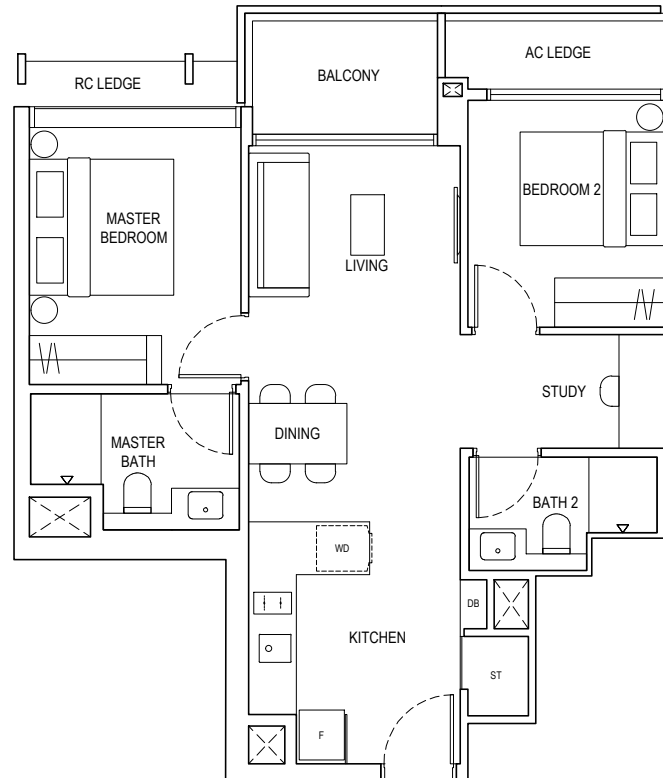 AC LEDGE
BALCONY
RC LEDGE
BEDROOM 2
MASTER
BEDROOM
LIVING
STUDY
DINING
MASTER
BATH
BATH 2
WD
DB
KITCHEN
ST
F